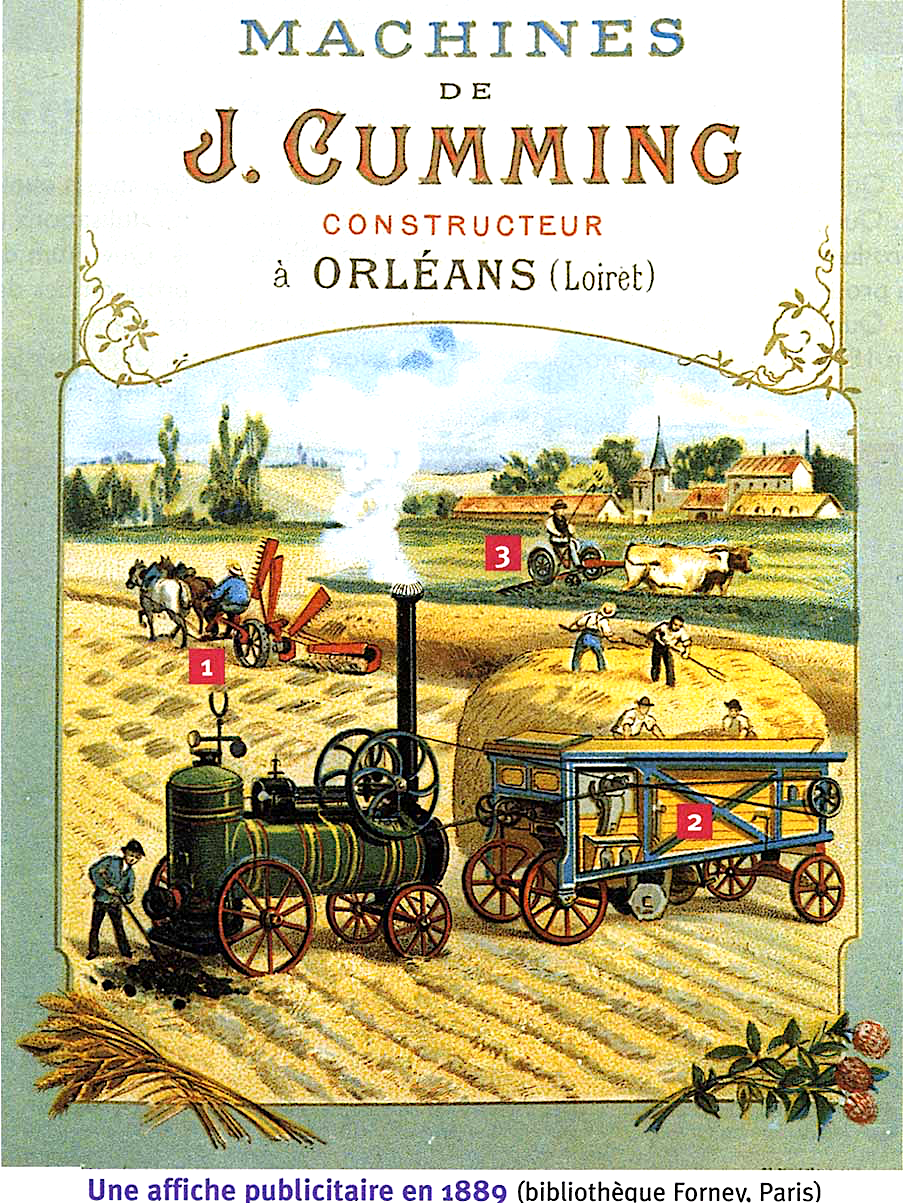 MACHINES
DE
J. CUMMING
CONSTRUCTEUR
à ORLÉANS (Loiret)
3
1
2
Une affiche publicitaire en 1889 (bibliothèque Forney, Paris)